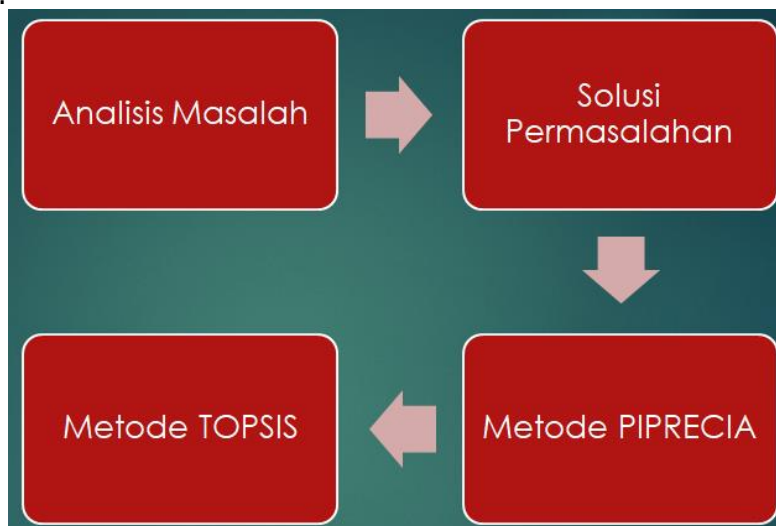 Analisis Masalah
Solusi
Permasalahan
Metode PIPRECIA
Metode TOPSIS